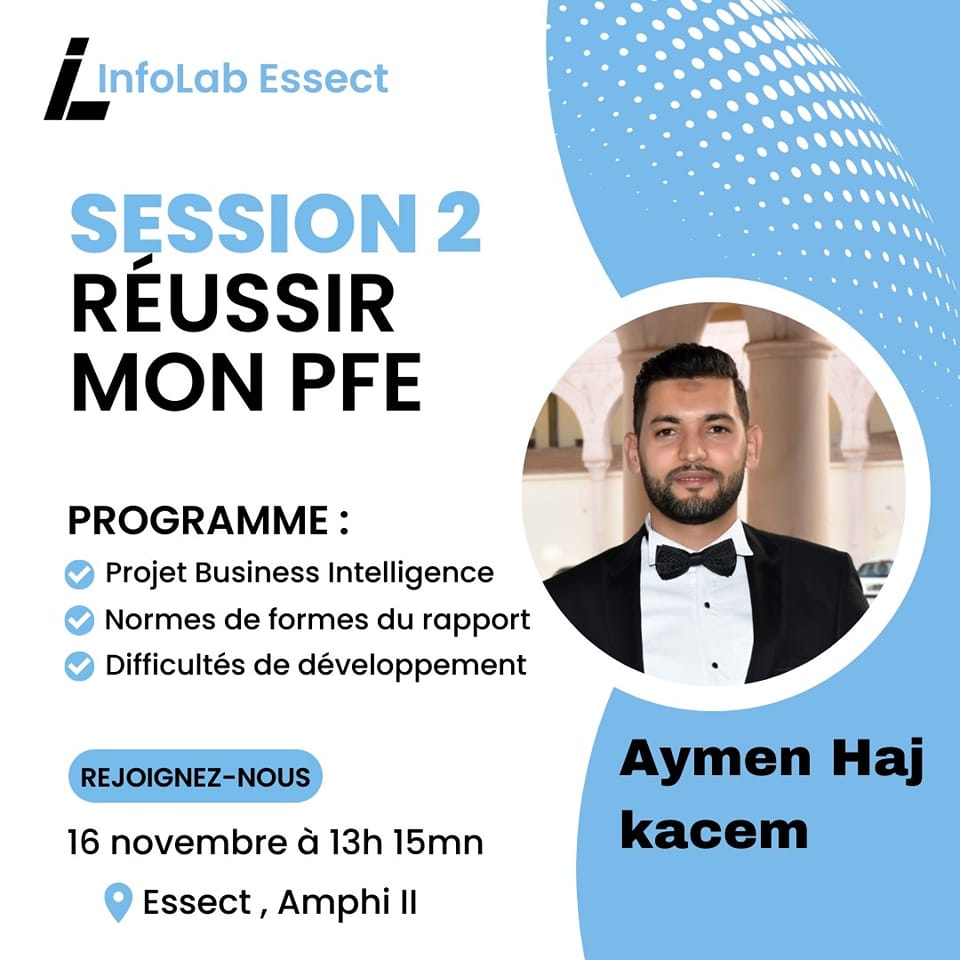 InfoLab Essect
SESSION 2
RÉUSSIR
MON PFE
PROGRAMME :
Projet Business Intelligence
Normes de formes du rapport
Difficultés de développement
REJOIGNEZ-NOUS
16 novembre à 13h 15mn
Essect , Amphi II
Aymen Haj
kacem